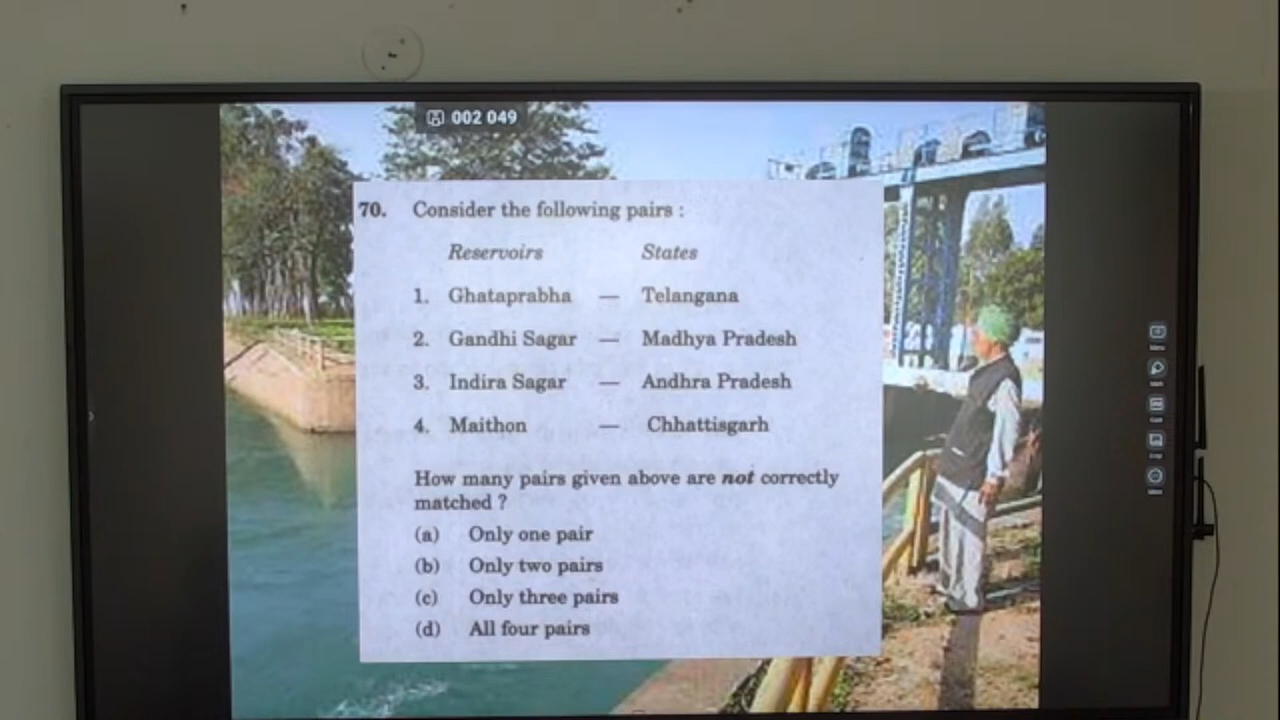 002 049
70. Consider the following pairs :
Reservoirs States
1. Ghataprabha — Telangana
2. Gandhi Sagar — Madhya Pradesh
3. Indira Sagar — Andhra Pradesh
4. Maithon — Chhattisgarh
How many pairs given above are not correctly
matched ?
(a) Only one pair
(b) Only two pairs
(c) Only three pairs
(d) All four pairs